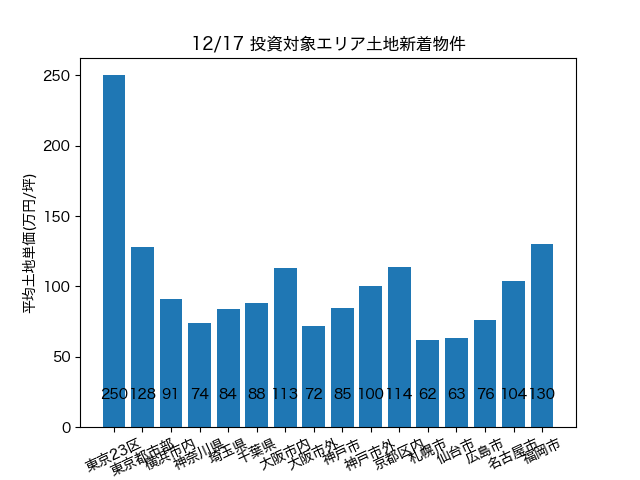 12/17 投資対象エリア土地新着物件
平均土地単価(万円/坪)
250
200
150
100
50
0
250 128 91 74 84 88 113 72 85 100 114 62 63 76 104 130
東京23区 東京都市部 横浜市内 神奈川県 埼玉県 千葉県 大阪市内 大阪市外 神戸市 神戸市外 京都区内 札幌市 仙台市 広島市 名古屋市 福岡市